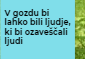 V gozdu bi
lahko bili ljudje,
ki bi ozaveščali
ljudi